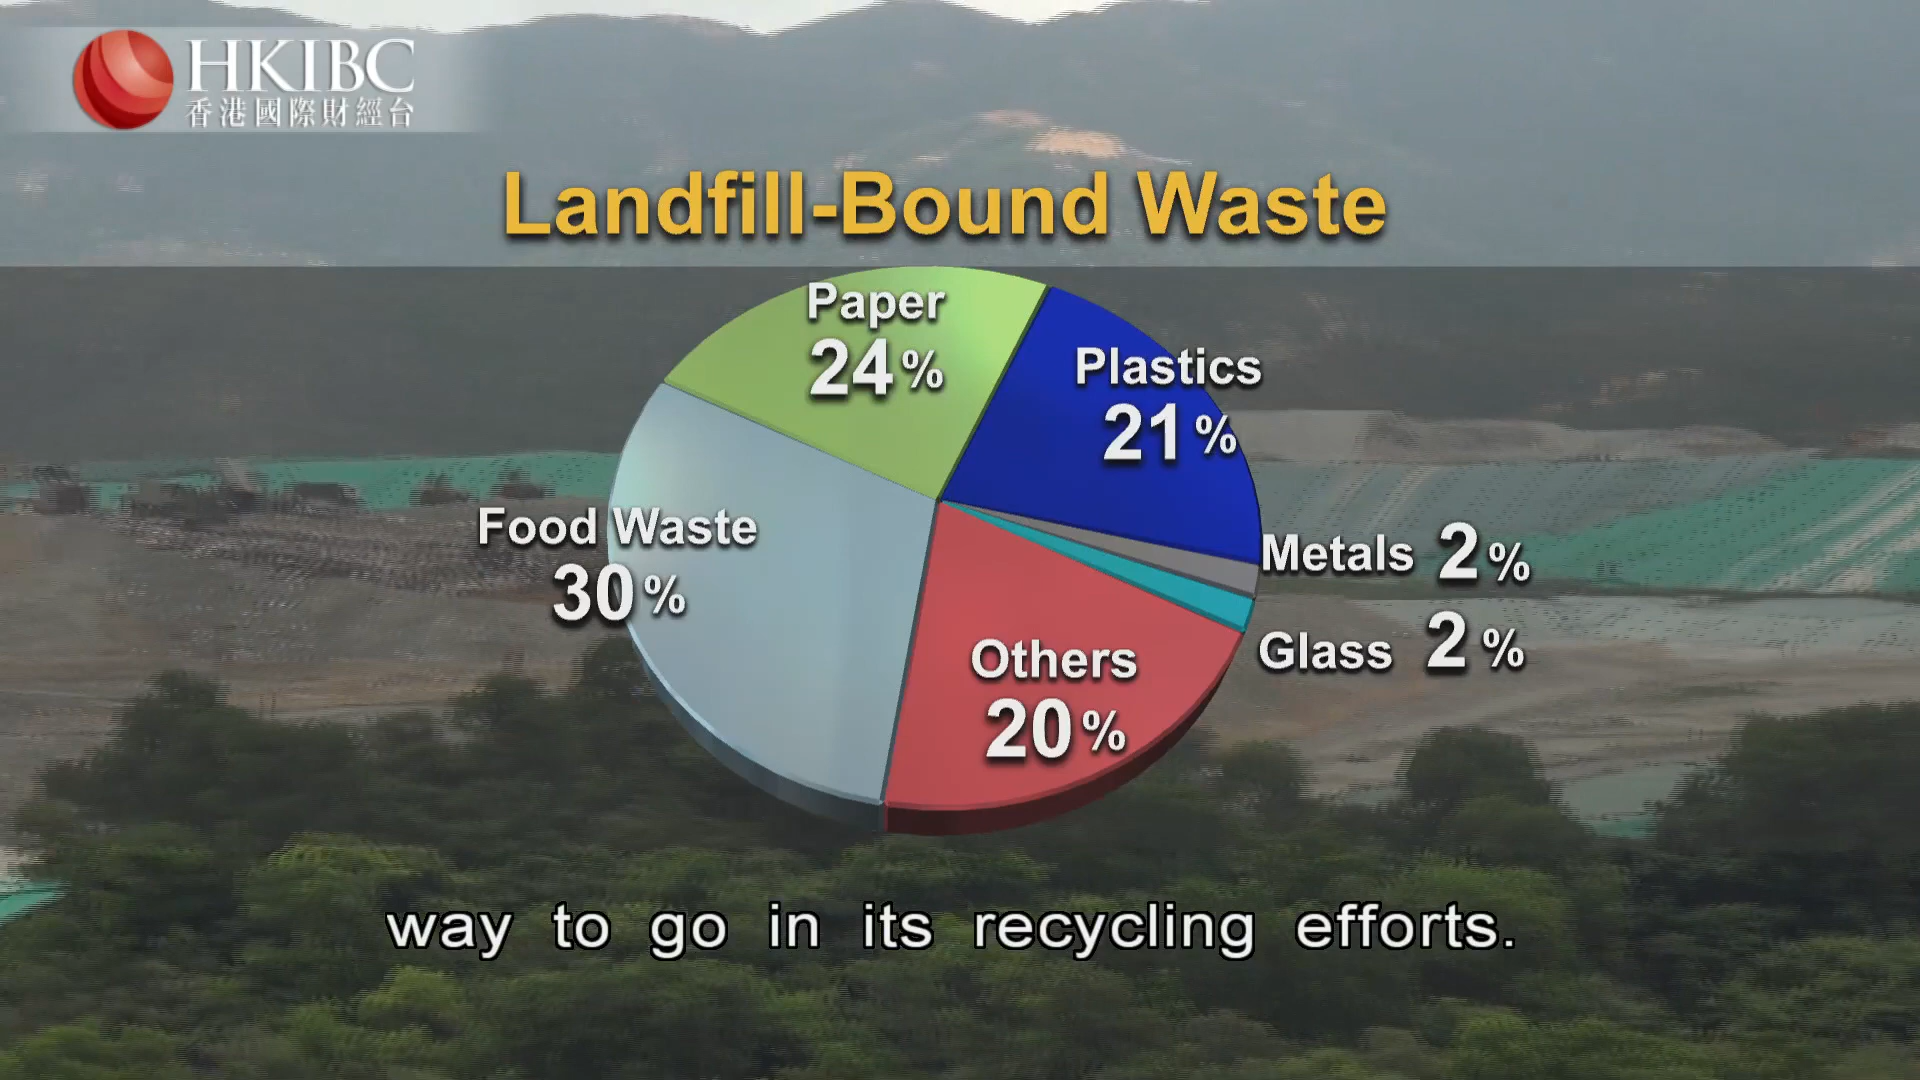 HKIBC
香港國際財經台
Landfill-Bound Waste
Paper
24%
Plastics
21%
Food Waste
30%
Metals 2%
Glass 2%
Others
20%
way to go in its recycling efforts.